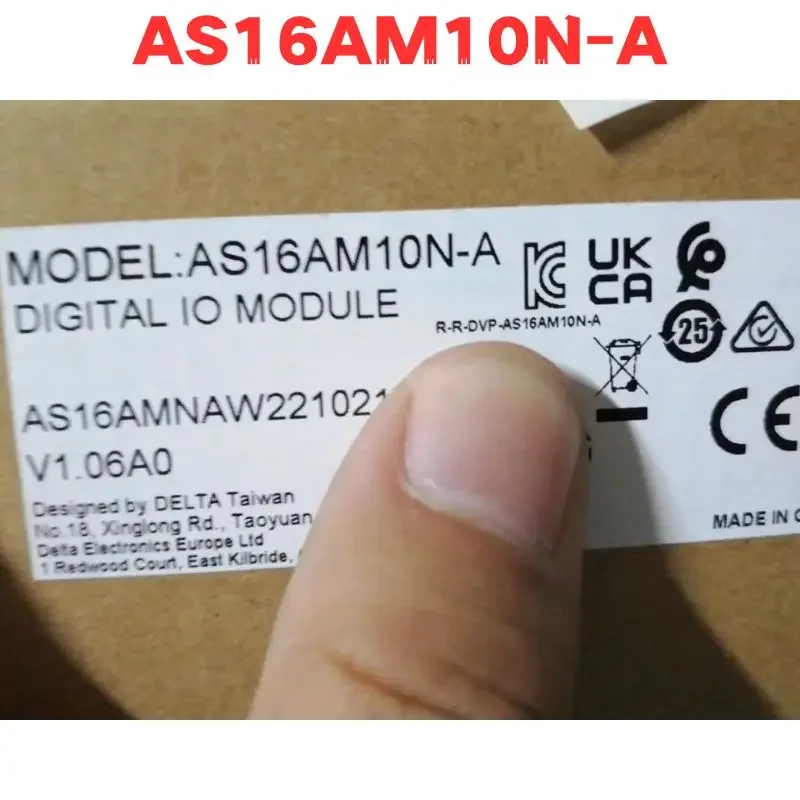 AS16AM10N-A
MODEL:AS16AM10N-A
DIGITAL IO MODULE
UK
CA
R-R-DVP-AS16AM10N-A
25
AS16AMNAW221021
V1.06A0
CE
Designed by DELTA Taiwan
No.18, Xinglong Rd., Taoyuan
Delta Electronics Europe Ltd
1 Redwood Court, East Kilbride,
MADE IN C